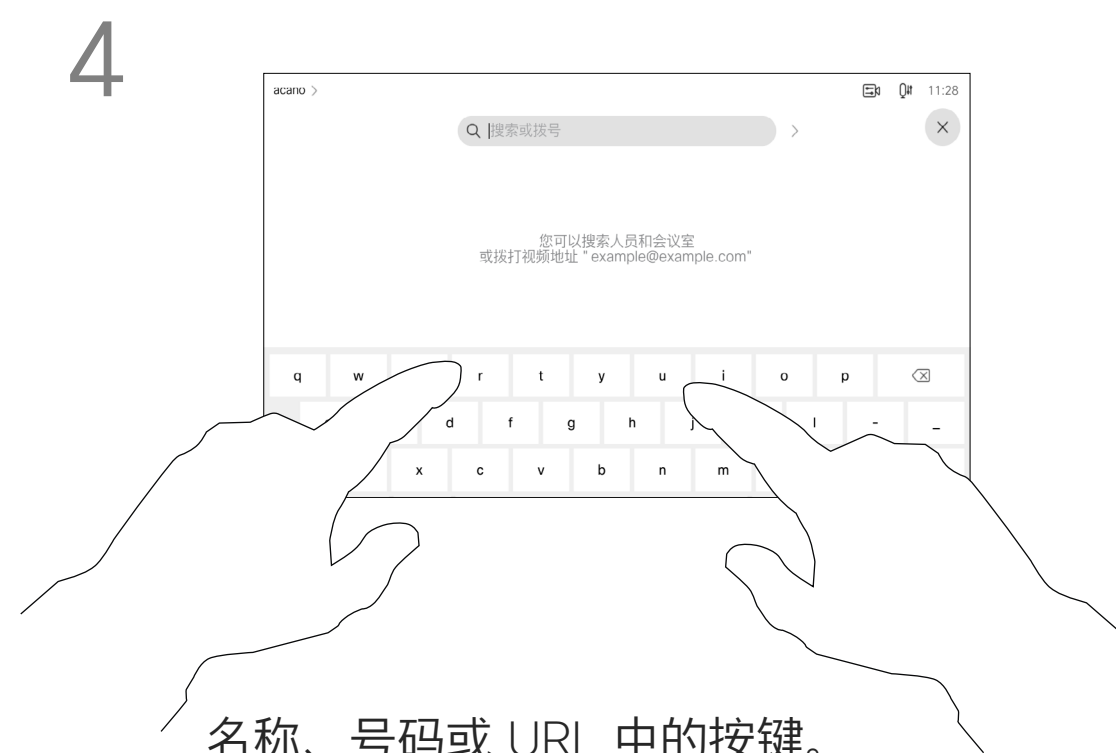 4
acano >
11:28
搜索或拨号
您可以搜索人员和会议室
或拨打视频地址 “ example@example.com”
q w r t y u i o p
d f g h j l - _
x c v b n m
名称、号码或 URL 中的按键。